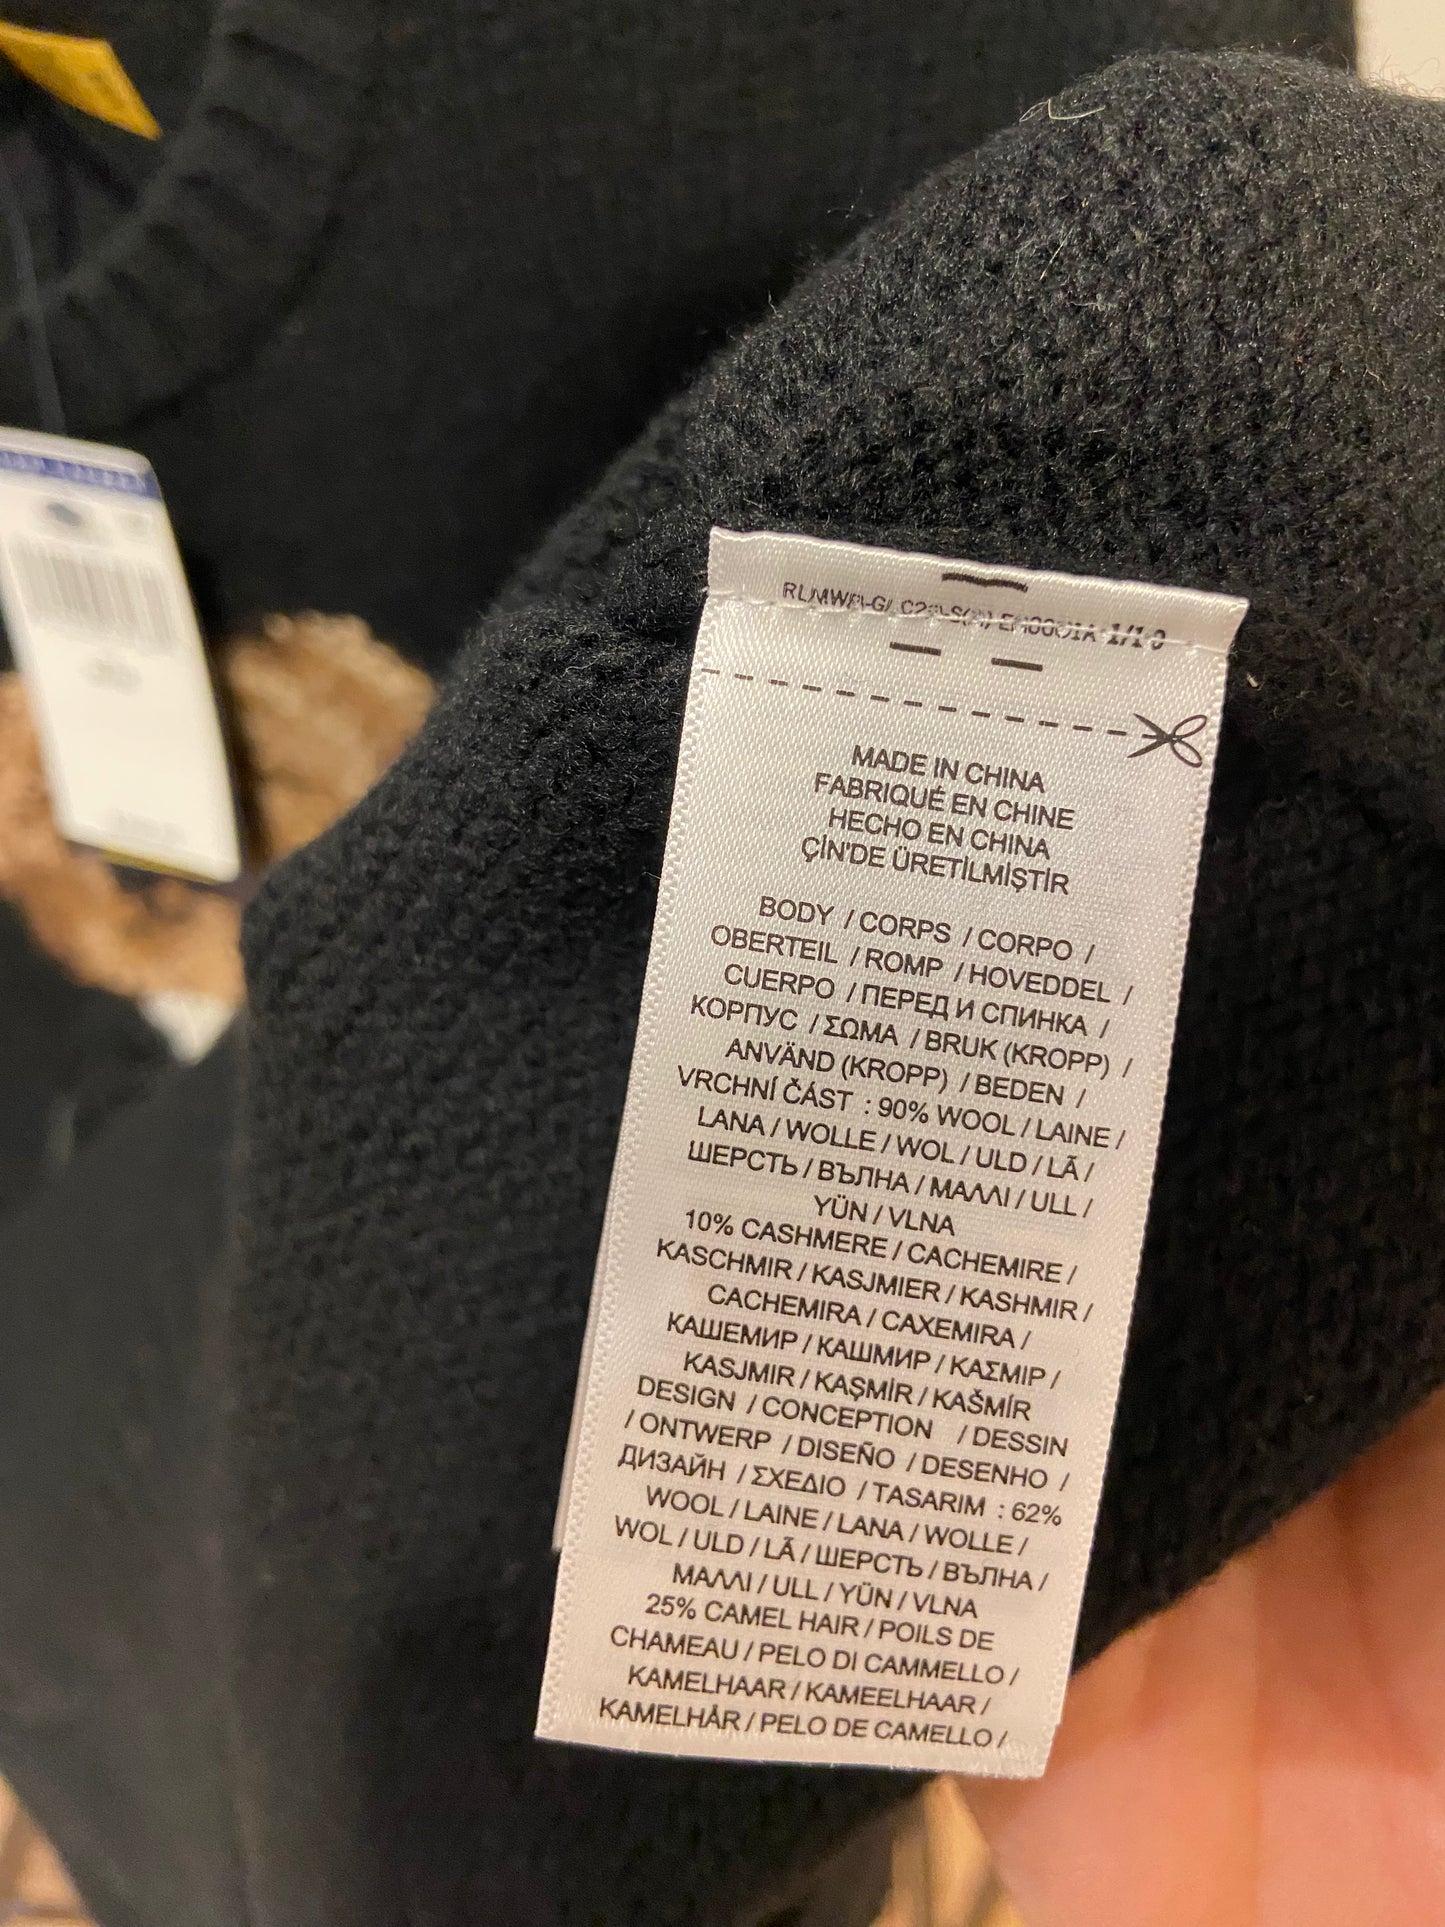 MADE IN CHINA
FABRIQUÉ EN CHINE
HECHO EN CHINA
ÇİN'DE ÜRETİLMİŞTİR
BODY / CORPS / CORPO /
OBERTEIL / ROMP / HOVEDDEL /
CUERPO / ПЕРЕД И СПИНКА /
КОРПУС / ΣΩΜΑ / BRUK (KROPP) /
ANVÄND (KROPP) / BEDEN /
VRCHNÍ ČÁST : 90% WOOL / LAINE /
LANA / WOLLE / WOL / ULD / LÃ /
ШЕРСТЬ / ВЪЛНА / ΜΑΛΛΙ / ULL /
YÜN / VLNA
10% CASHMERE / CACHEMIRE /
KASCHMIR / KASJMIER / KASHMIR /
CACHEMIRA / CAXEMIRA /
КАШЕМИР / КАШМИР / ΚΑΣΜΙΡ /
KASJMIR / KAŞMİR / KAŠMÍR
DESIGN / CONCEPTION / DESSIN
/ ONTWERP / DISEÑO / DESENHO /
ДИЗАЙН / ΣΧΕΔΙΟ / TASARIM : 62%
WOOL / LAINE / LANA / WOLLE /
WOL / ULD / LÃ / ШЕРСТЬ / ВЪЛНА /
ΜΑΛΛΙ / ULL / YÜN / VLNA
25% CAMEL HAIR / POILS DE
CHAMEAU / PELO DI CAMMELLO /
KAMELHAAR / KAMEELHAAR /
KAMELHÅR / PELO DE CAMELLO /